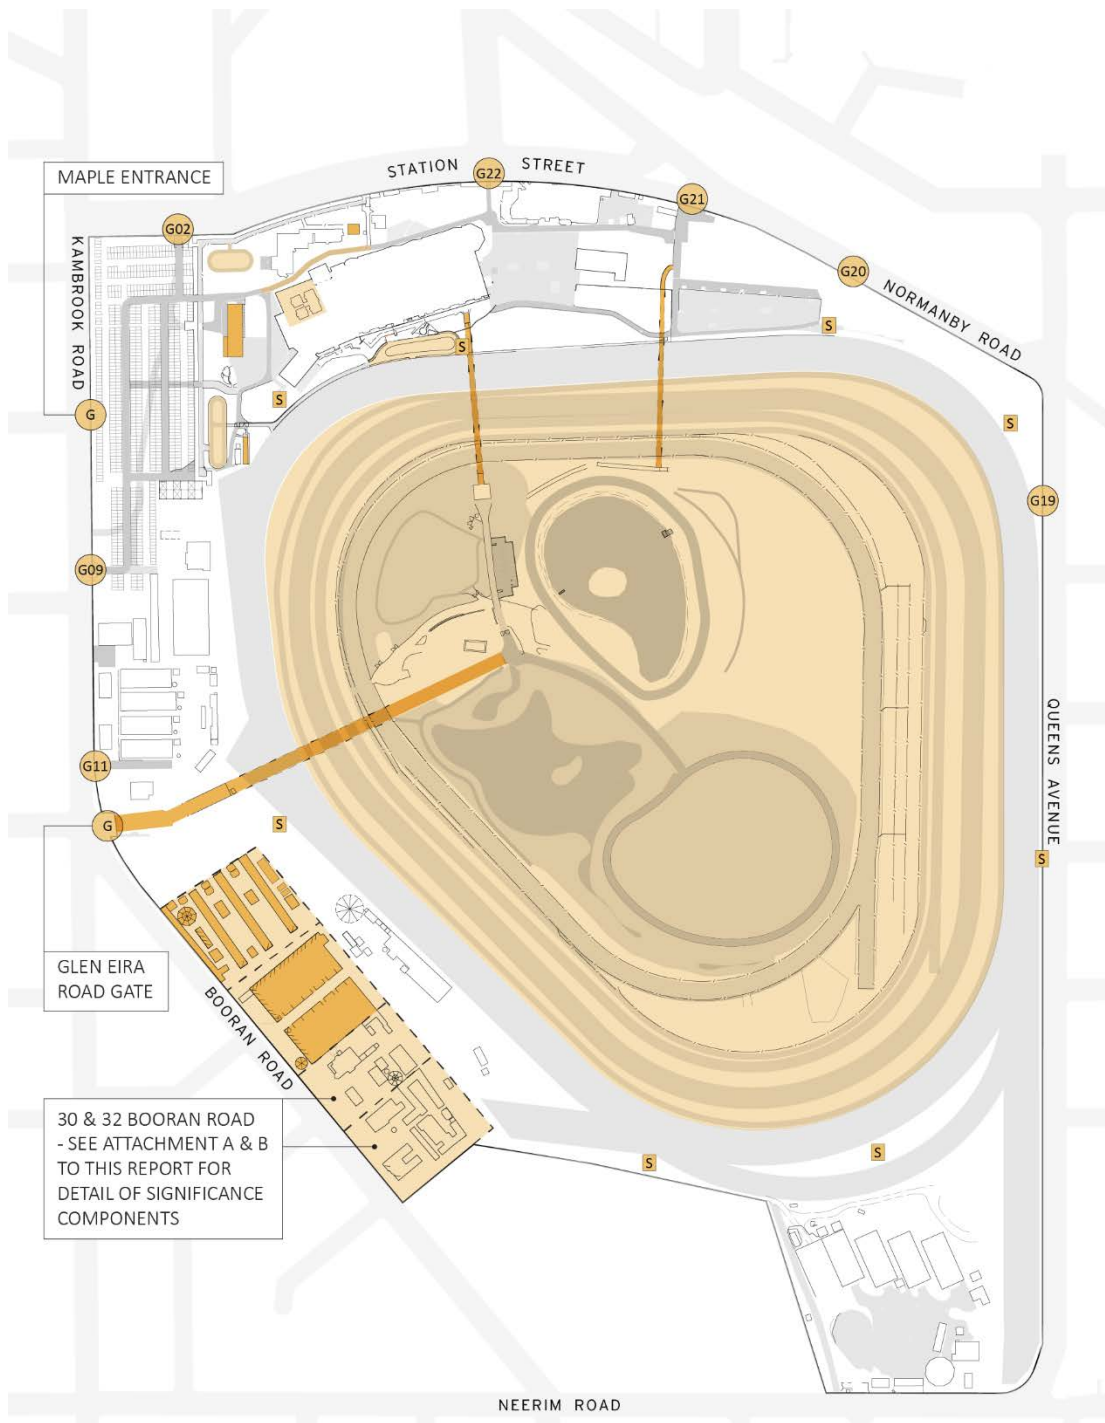 STATION STREET
G22
MAPLE ENTRANCE
G21
G02
KAMBROOK ROAD
G20
NORMANBY ROAD
S
S
S
G
S
G19
G09
QUEENS AVENUE
G11
G
S
S
GLEN EIRA
ROAD GATE
BOORAN ROAD
30 & 32 BOORAN ROAD
- SEE ATTACHMENT A & B
TO THIS REPORT FOR
DETAIL OF SIGNIFICANCE
COMPONENTS
S
S
NEERIM ROAD